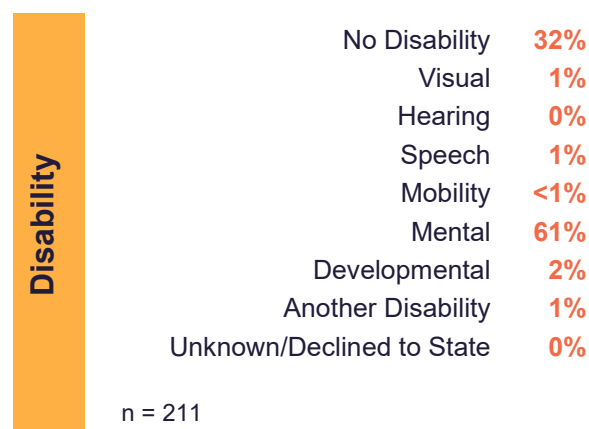 Disability
No Disability 32%
Visual 1%
Hearing 0%
Speech 1%
Mobility <1%
Mental 61%
Developmental 2%
Another Disability 1%
Unknown/Declined to State 0%
n = 211